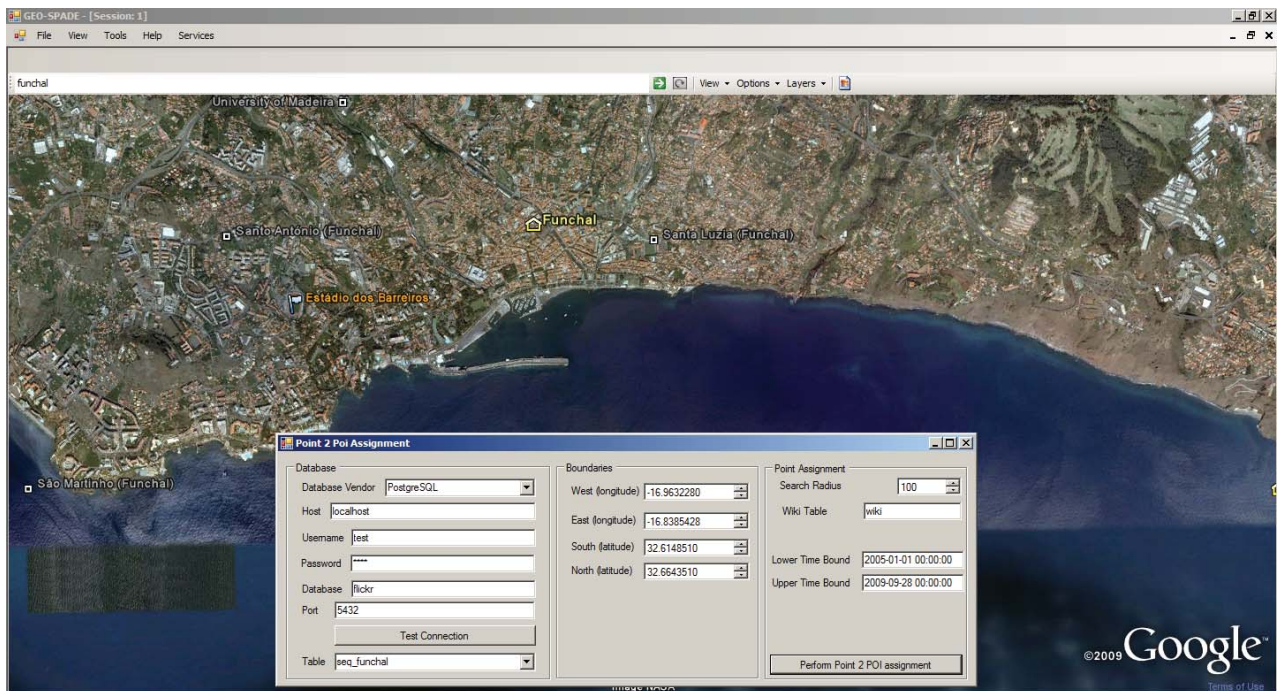 GEO-SPADE - [Session: 1]
File View Tools Help Services
funchal
View Options Layers
University of Madeira
Funchal
Santo António (Funchal)
Santa Luzia (Funchal)
Estádio dos Barreiros
São Martinho (Funchal)
Point 2 Poi Assignment
Database
Database Vendor PostgreSQL
Host localhost
Username test
Password ****
Database flickr
Port 5432
Test Connection
Table seq_funchal
Boundaries
West (longitude) -16.9632280
East (longitude) -16.8385428
South (latitude) 32.6148510
North (latitude) 32.6643510
Point Assignment
Search Radius 100
Wiki Table wiki
Lower Time Bound 2005-01-01 00:00:00
Upper Time Bound 2009-09-28 00:00:00
Perform Point 2 POI assignment
Image NASA
©2009 Google™
Terms of Use